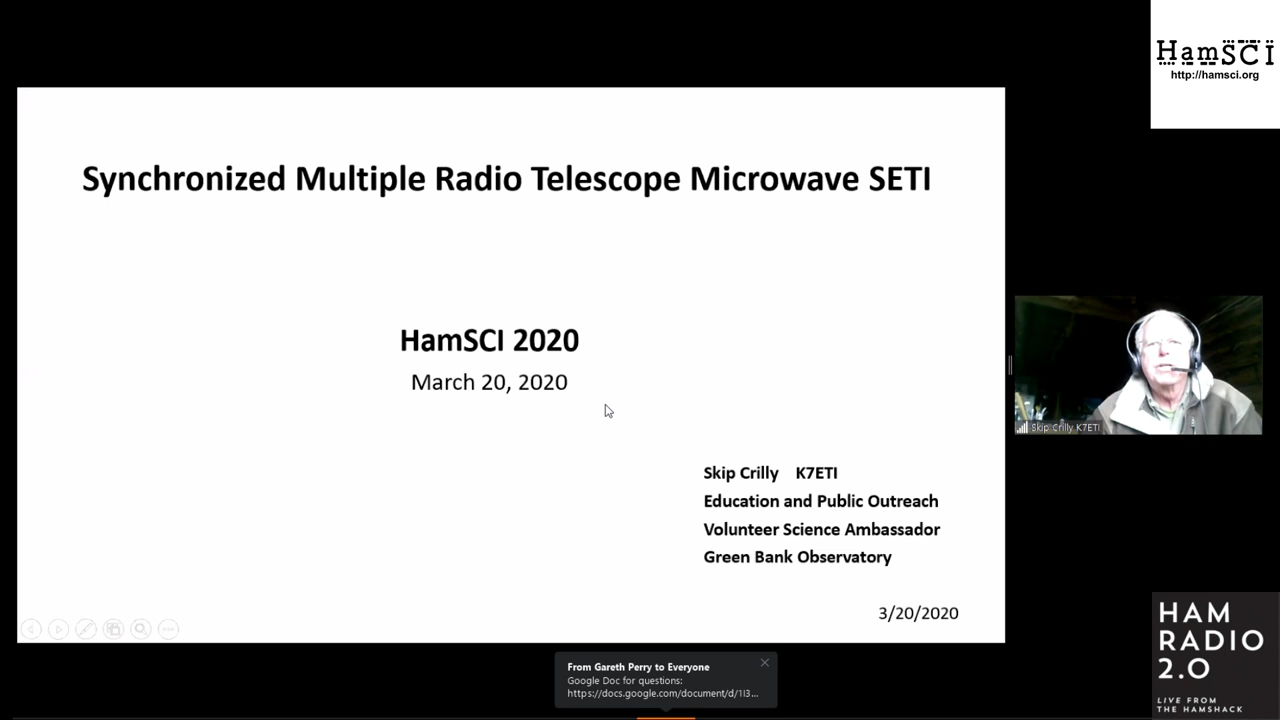 Synchronized Multiple Radio Telescope Microwave SETI
HamSCI 2020
March 20, 2020
Skip Crilly K7ETI
Education and Public Outreach
Volunteer Science Ambassador
Green Bank Observatory
3/20/2020
HamSCI
http://hamsci.org
Skip Crilly K7ETI
From Gareth Perry to Everyone
Google Doc for questions:
https://docs.google.com/document/d/1I3...
HAM
RADIO
2.0
LIVE FROM
THE HAMSHACK